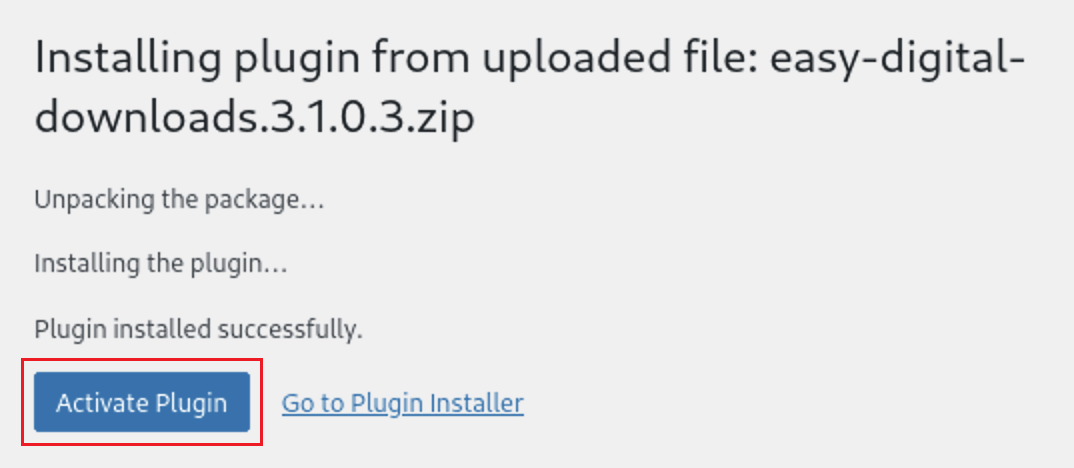 Installing plugin from uploaded file: easy-digital-
downloads.3.1.0.3.zip
Unpacking the package…
Installing the plugin…
Plugin installed successfully.
Activate Plugin Go to Plugin Installer